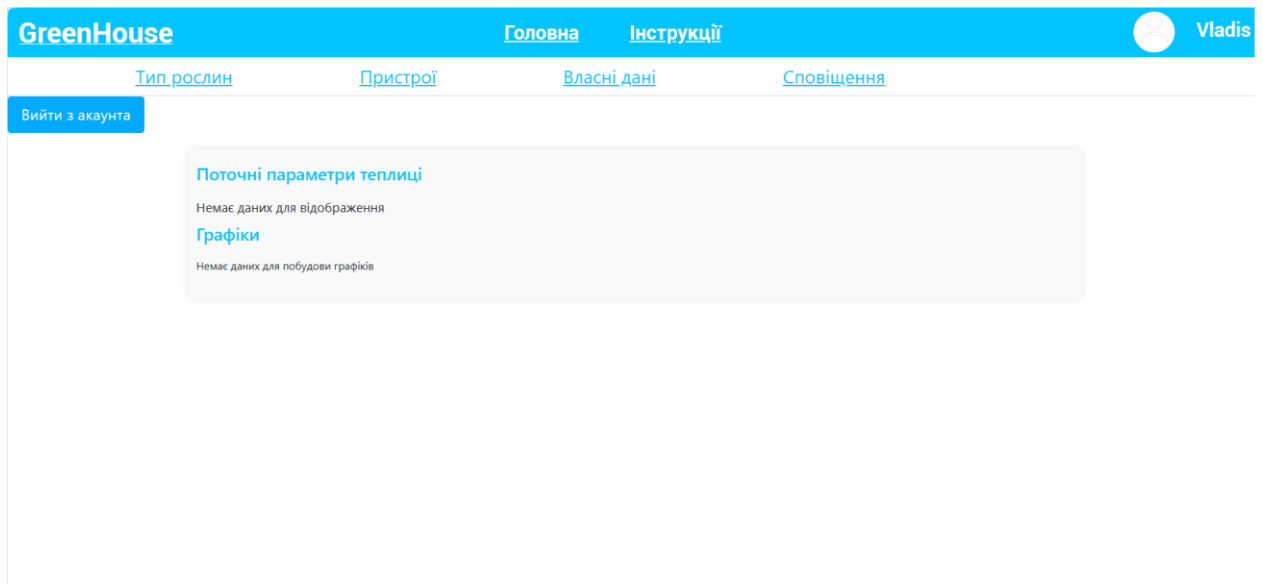 GreenHouse Головна Інструкції Vladis
Тип рослин Пристрої Власні дані Сповіщення
Вийти з акаунта
Поточні параметри теплиці
Немає даних для відображення
Графіки
Немає даних для побудови графіків